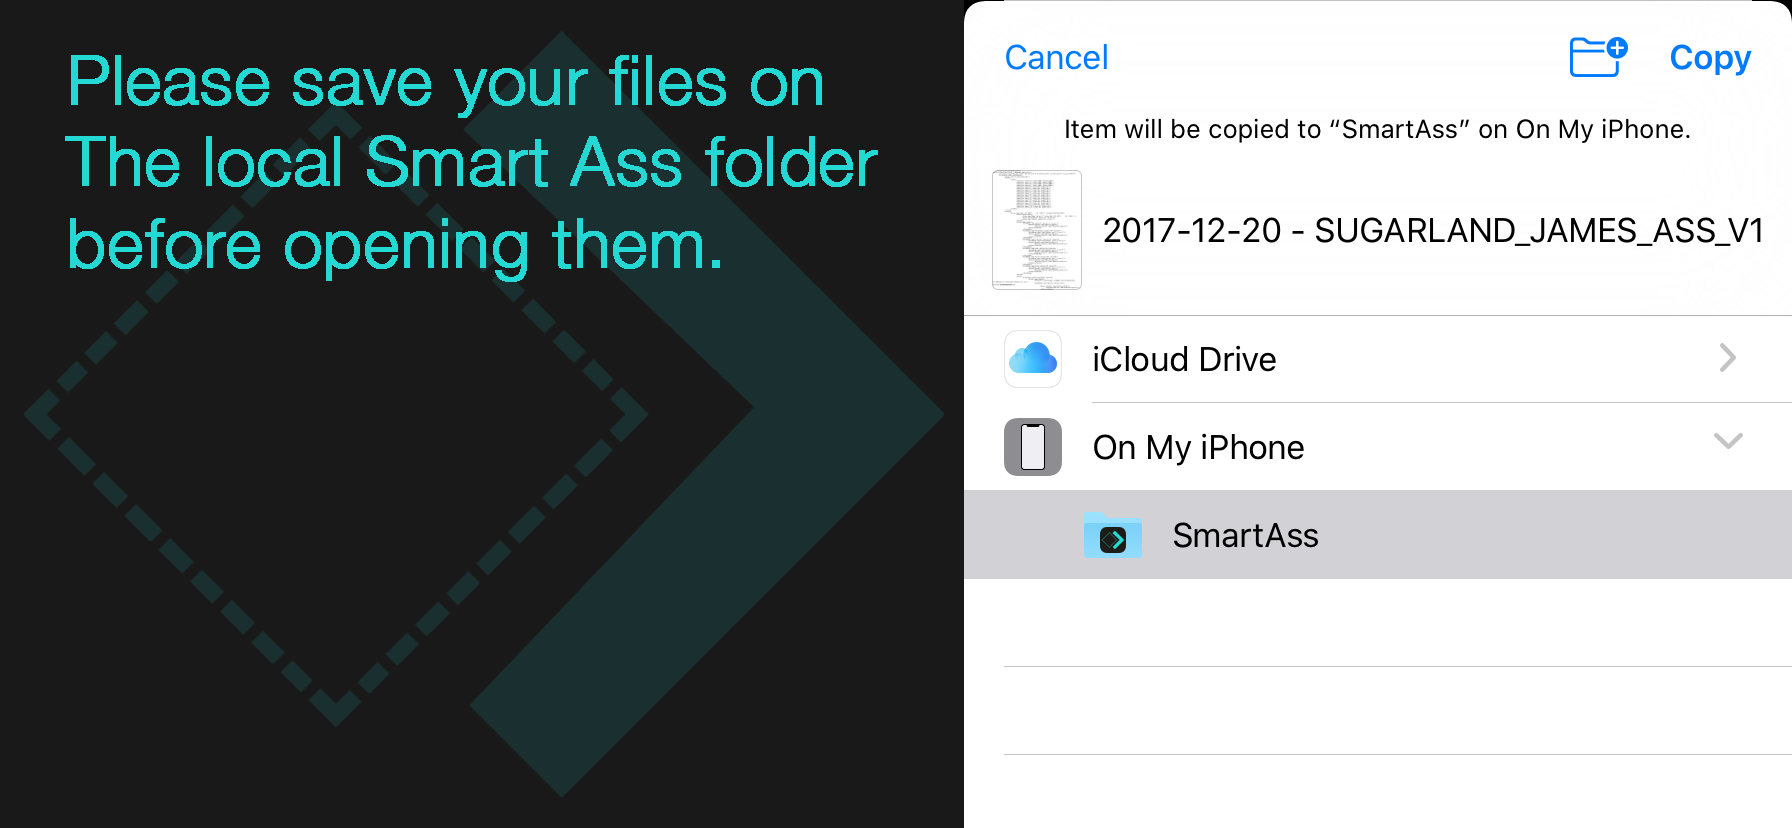 Please save your files on
The local Smart Ass folder
before opening them.
Cancel
Copy
Item will be copied to “SmartAss” on On My iPhone.
2017-12-20 - SUGARLAND_JAMES_ASS_V1
iCloud Drive
On My iPhone
SmartAss